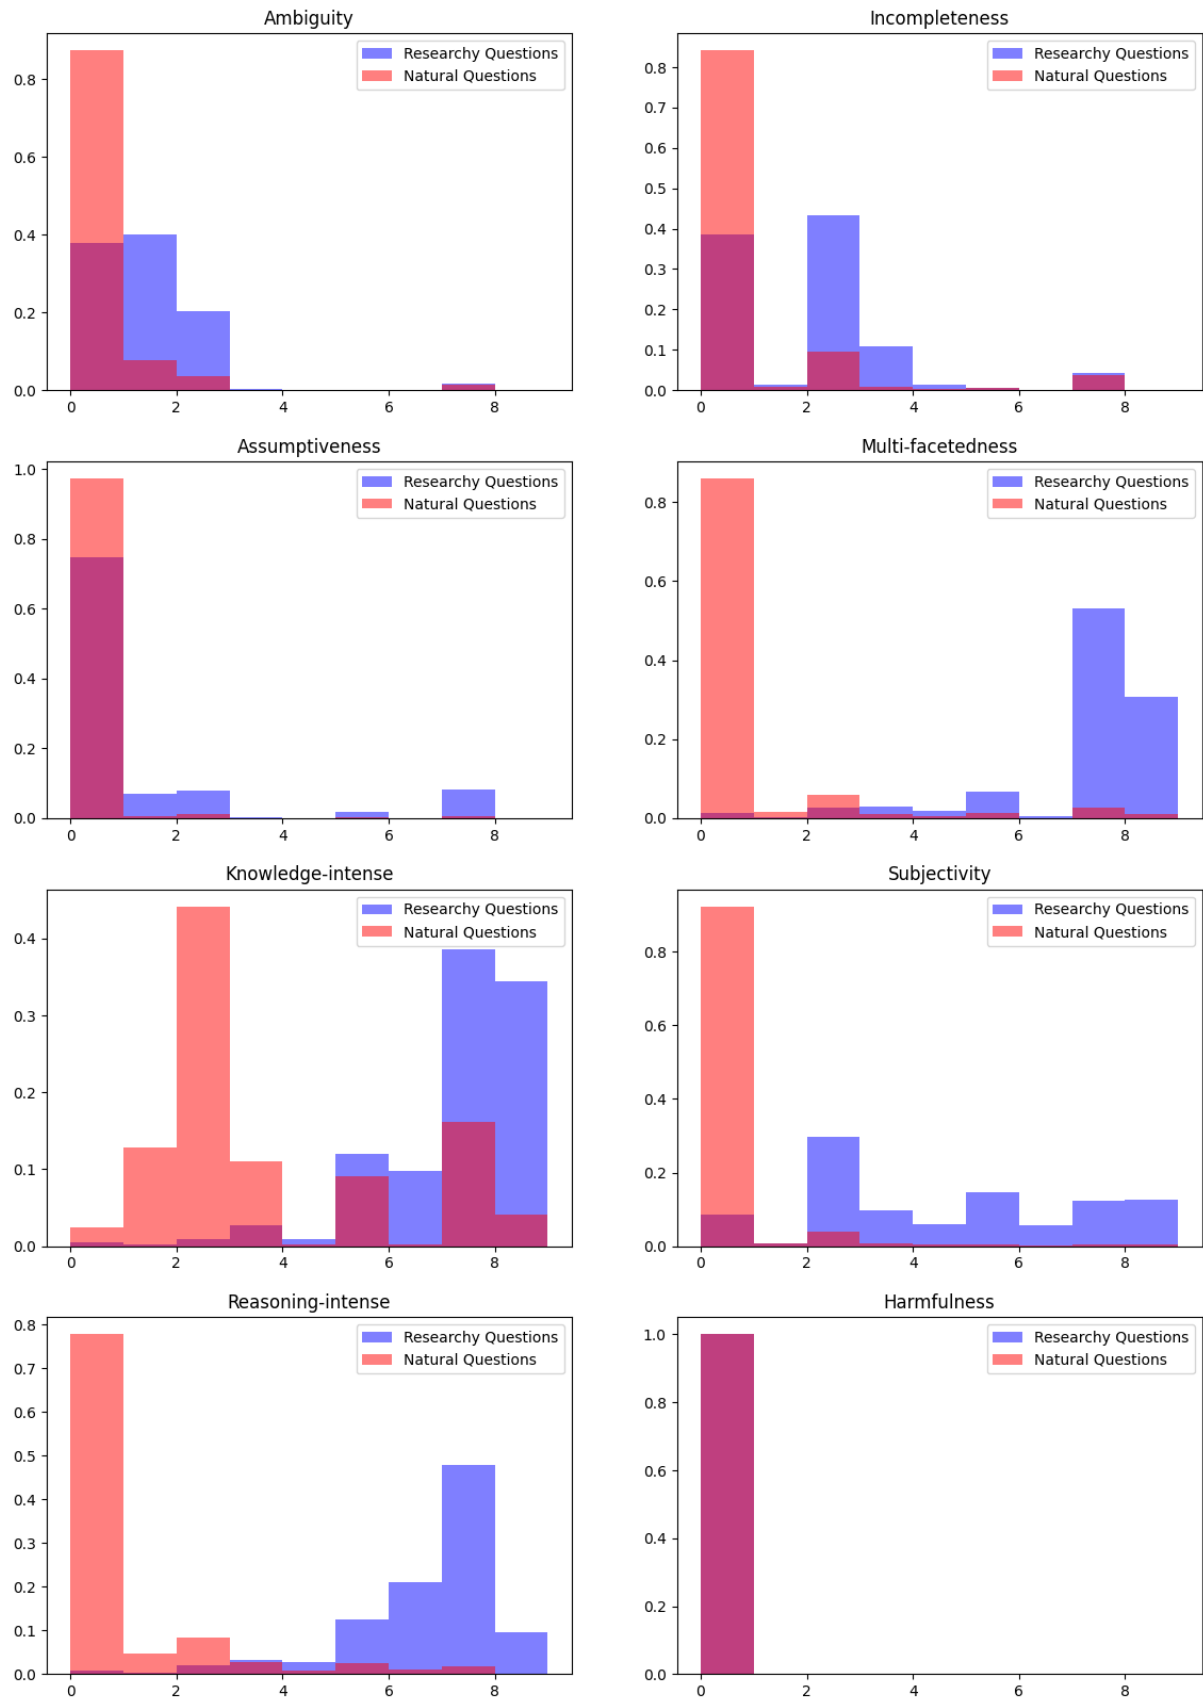 Ambiguity
Researchy Questions
Natural Questions
0.8
0.6
0.4
0.2
0.0
0 2 4 6 8
Incompleteness
Researchy Questions
Natural Questions
0.8
0.7
0.6
0.5
0.4
0.3
0.2
0.1
0.0
0 2 4 6 8
Assumptiveness
Researchy Questions
Natural Questions
1.0
0.8
0.6
0.4
0.2
0.0
0 2 4 6 8
Multi-facetedness
Researchy Questions
Natural Questions
0.8
0.6
0.4
0.2
0.0
0 2 4 6 8
Knowledge-intense
Researchy Questions
Natural Questions
0.4
0.3
0.2
0.1
0.0
0 2 4 6 8
Subjectivity
Researchy Questions
Natural Questions
0.8
0.6
0.4
0.2
0.0
0 2 4 6 8
Reasoning-intense
Researchy Questions
Natural Questions
0.8
0.7
0.6
0.5
0.4
0.3
0.2
0.1
0.0
0 2 4 6 8
Harmfulness
Researchy Questions
Natural Questions
1.0
0.8
0.6
0.4
0.2
0.0
0 2 4 6 8